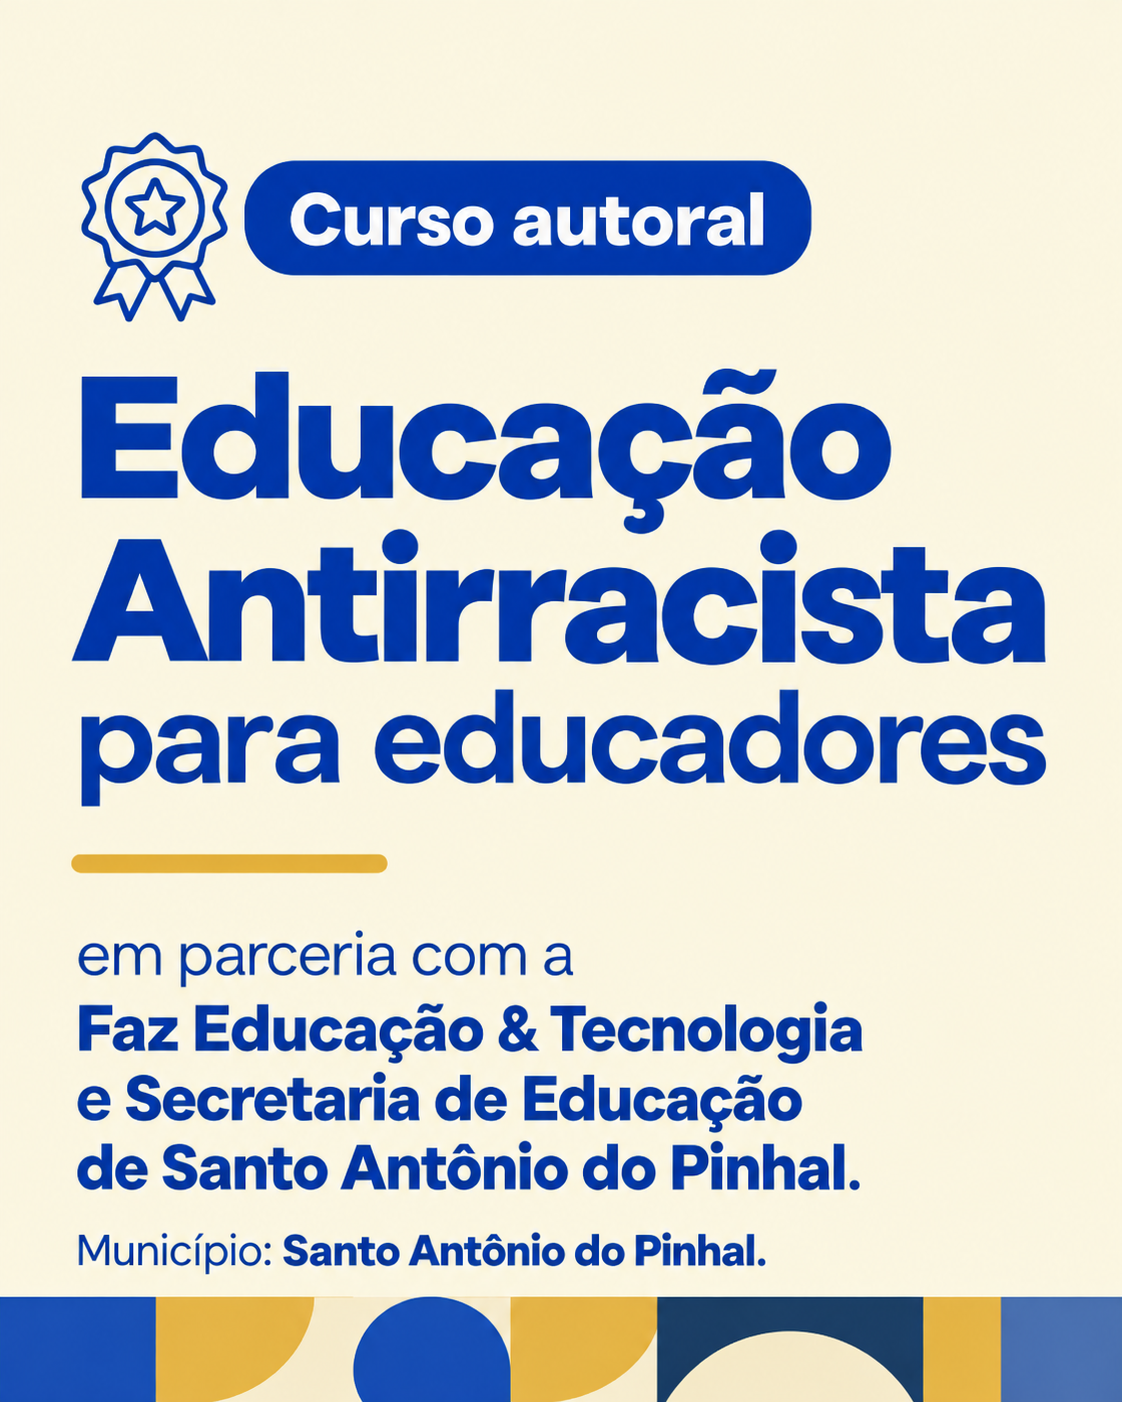 Curso autoral
Educação
Antirracista
para educadores
em parceria com a
Faz Educação & Tecnologia
e Secretaria de Educação
de Santo Antônio do Pinhal.
Município: Santo Antônio do Pinhal.